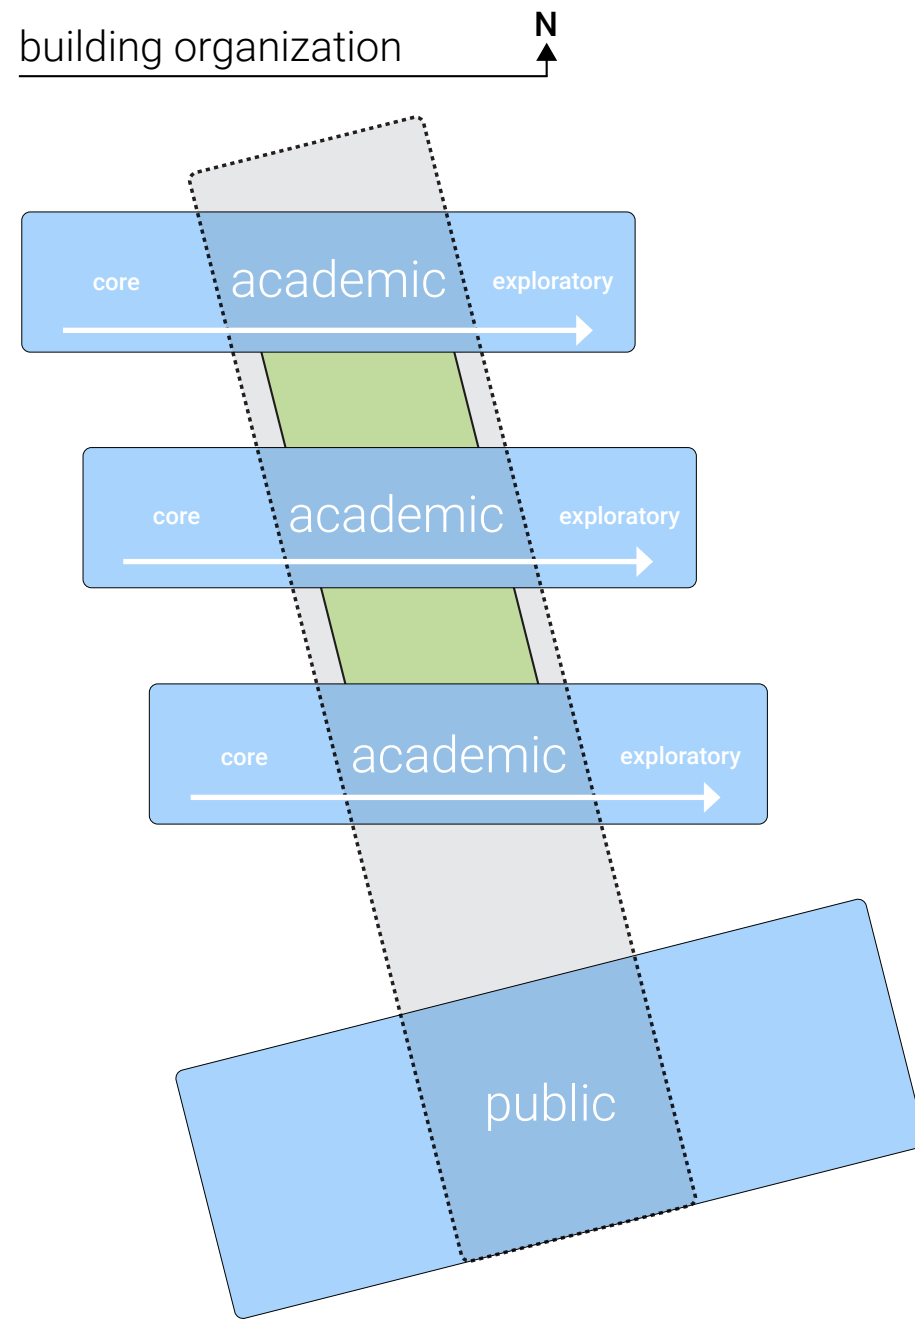 building organization
N
core academic exploratory
core academic exploratory
core academic exploratory
public